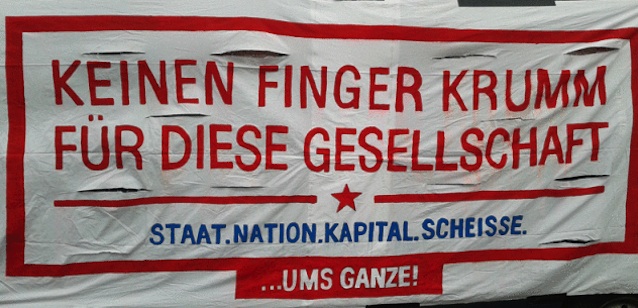 KEINEN FINGER KRUMM
FÜR DIESE GESELLSCHAFT
STAAT.NATION.KAPITAL.SCHEISSE.
...UMS GANZE!